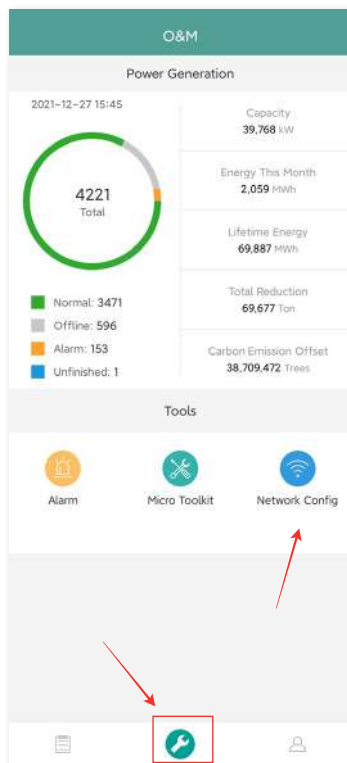 O&M
Power Generation
2021-12-27 15:45
4221
Total
Normal: 3471
Offline: 596
Alarm: 153
Unfinished: 1
Capacity
39,768 kW
Energy This Month
2,059 MWh
Lifetime Energy
69,887 MWh
Total Reduction
69,677 Ton
Carbon Emission Offset
38,709,472 Trees
Tools
Alarm
Micro Toolkit
Network Config